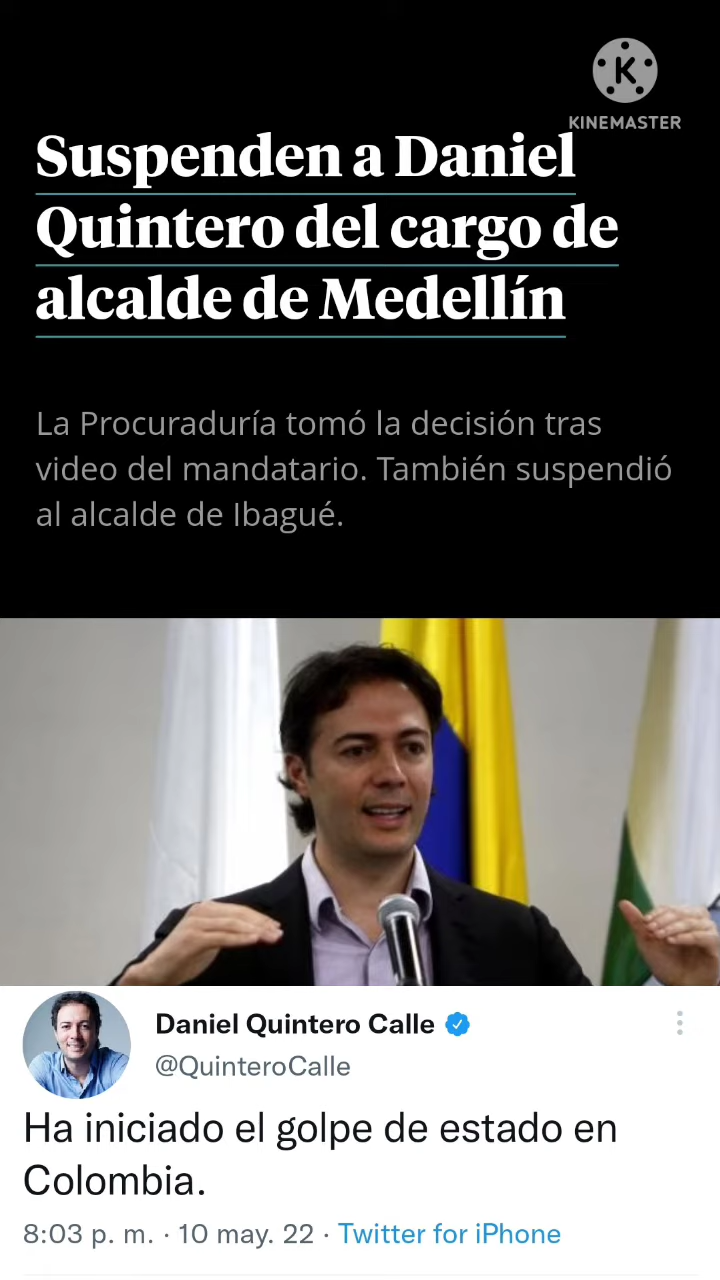 KINEMASTER
Suspenden a Daniel
Quintero del cargo de
alcalde de Medellín
La Procuraduría tomó la decisión tras
video del mandatario. También suspendió
al alcalde de Ibagué.
Daniel Quintero Calle
@QuinteroCalle
Ha iniciado el golpe de estado en
Colombia.
8:03 p. m. · 10 may. 22 · Twitter for iPhone